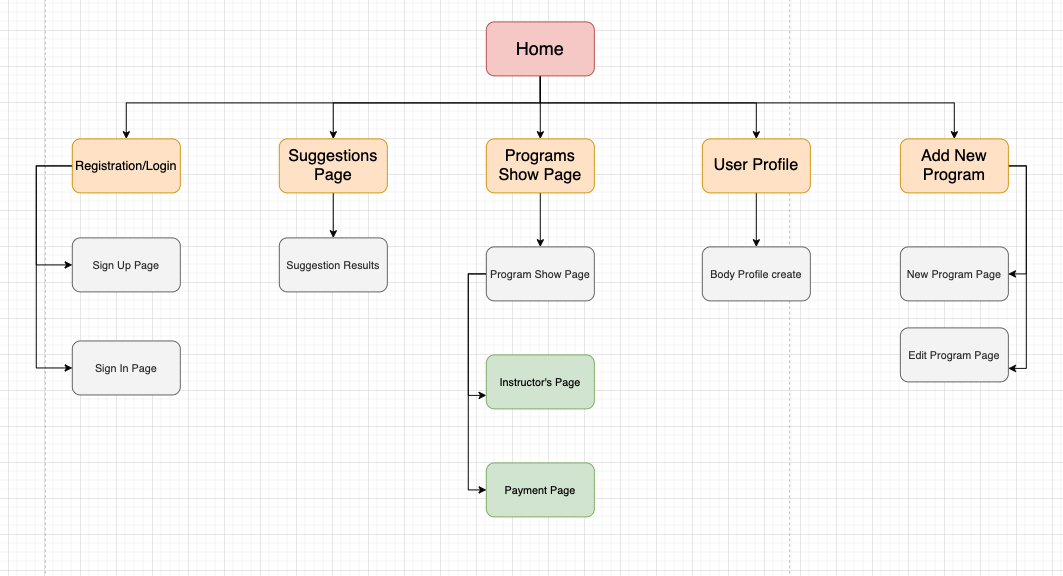 Home
Registration/Login
Suggestions
Page
Programs
Show Page
User Profile
Add New
Program
Sign Up Page
Suggestion Results
Program Show Page
Body Profile create
New Program Page
Sign In Page
Instructor's Page
Edit Program Page
Payment Page